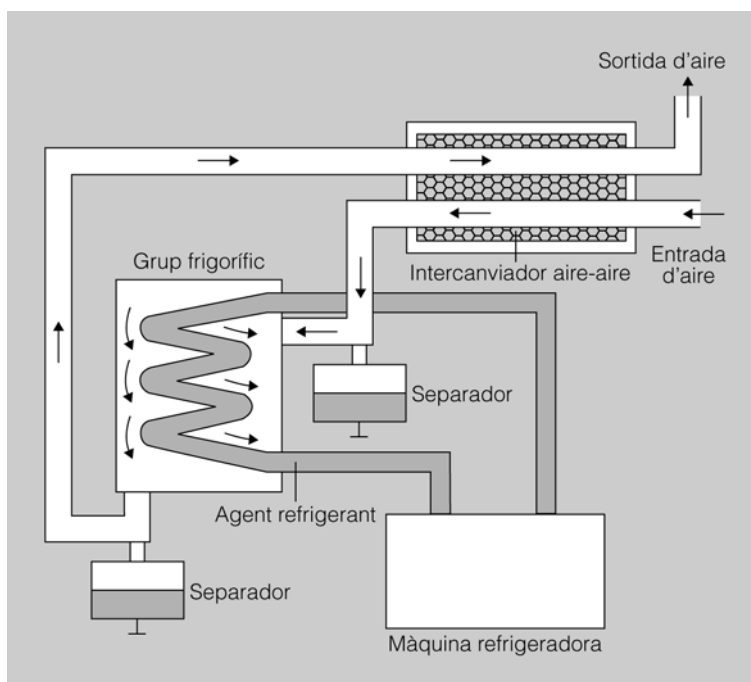 Sortida d’aire
Entrada
d’aire
Intercanviador aire-aire
Grup frigorífic
Separador
Agent refrigerant
Separador
Màquina refrigeradora